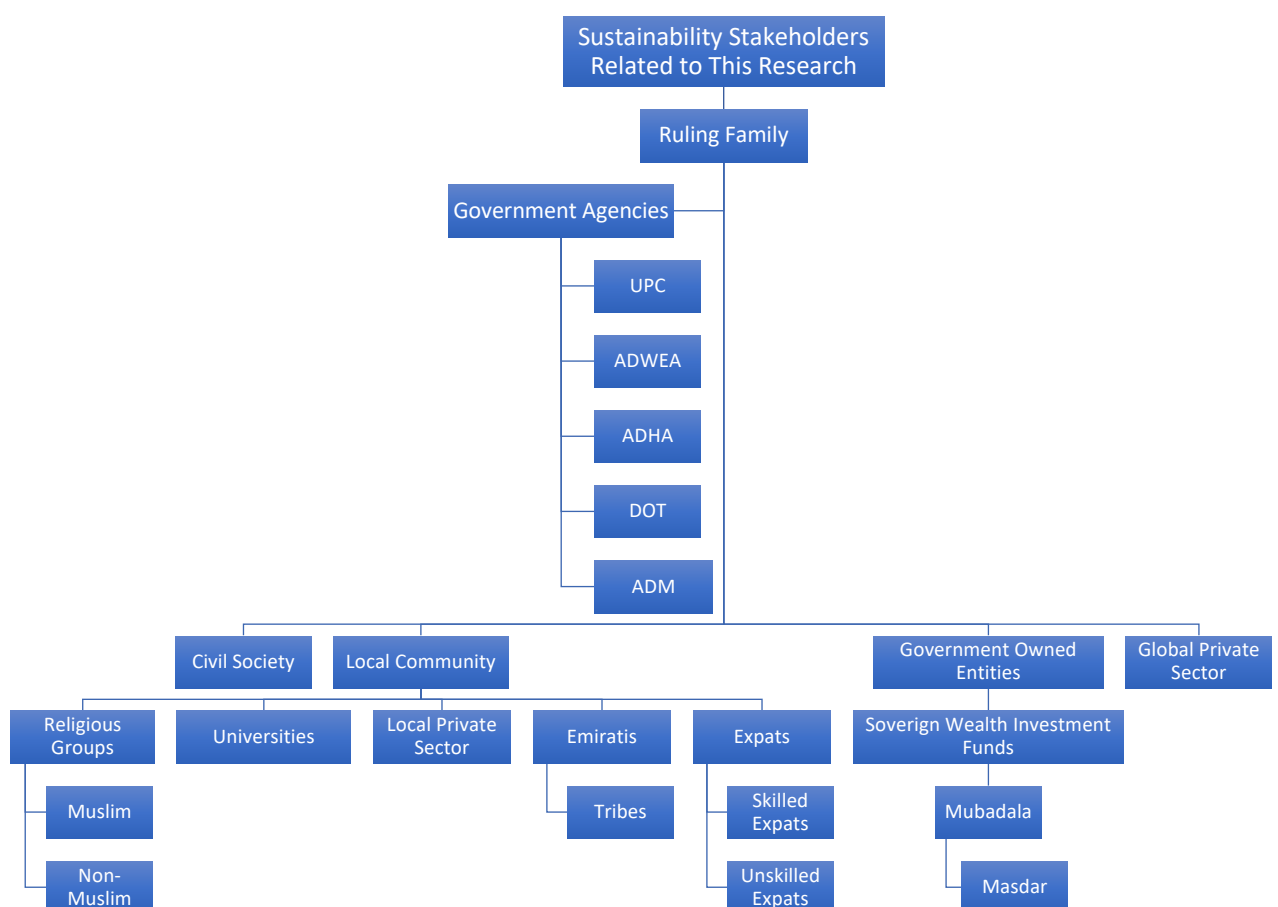 Sustainability Stakeholders
Related to This Research
Ruling Family
Government Agencies
UPC
ADWEA
ADHA
DOT
ADM
Civil Society
Local Community
Government Owned
Entities
Global Private
Sector
Religious
Groups
Universities
Local Private
Sector
Emiratis
Expats
Soverign Wealth Investment
Funds
Muslim
Non-
Muslim
Tribes
Skilled
Expats
Unskilled
Expats
Mubadala
Masdar